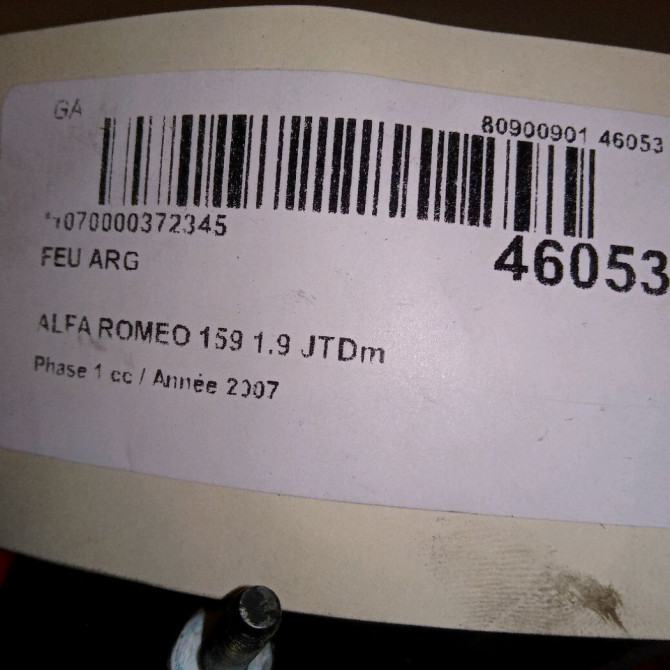 GA
80900901 46053
070000372345
46053
FEU ARG
ALFA ROMEO 159 1.9 JTDm
Phase 1 cc / Année 2007